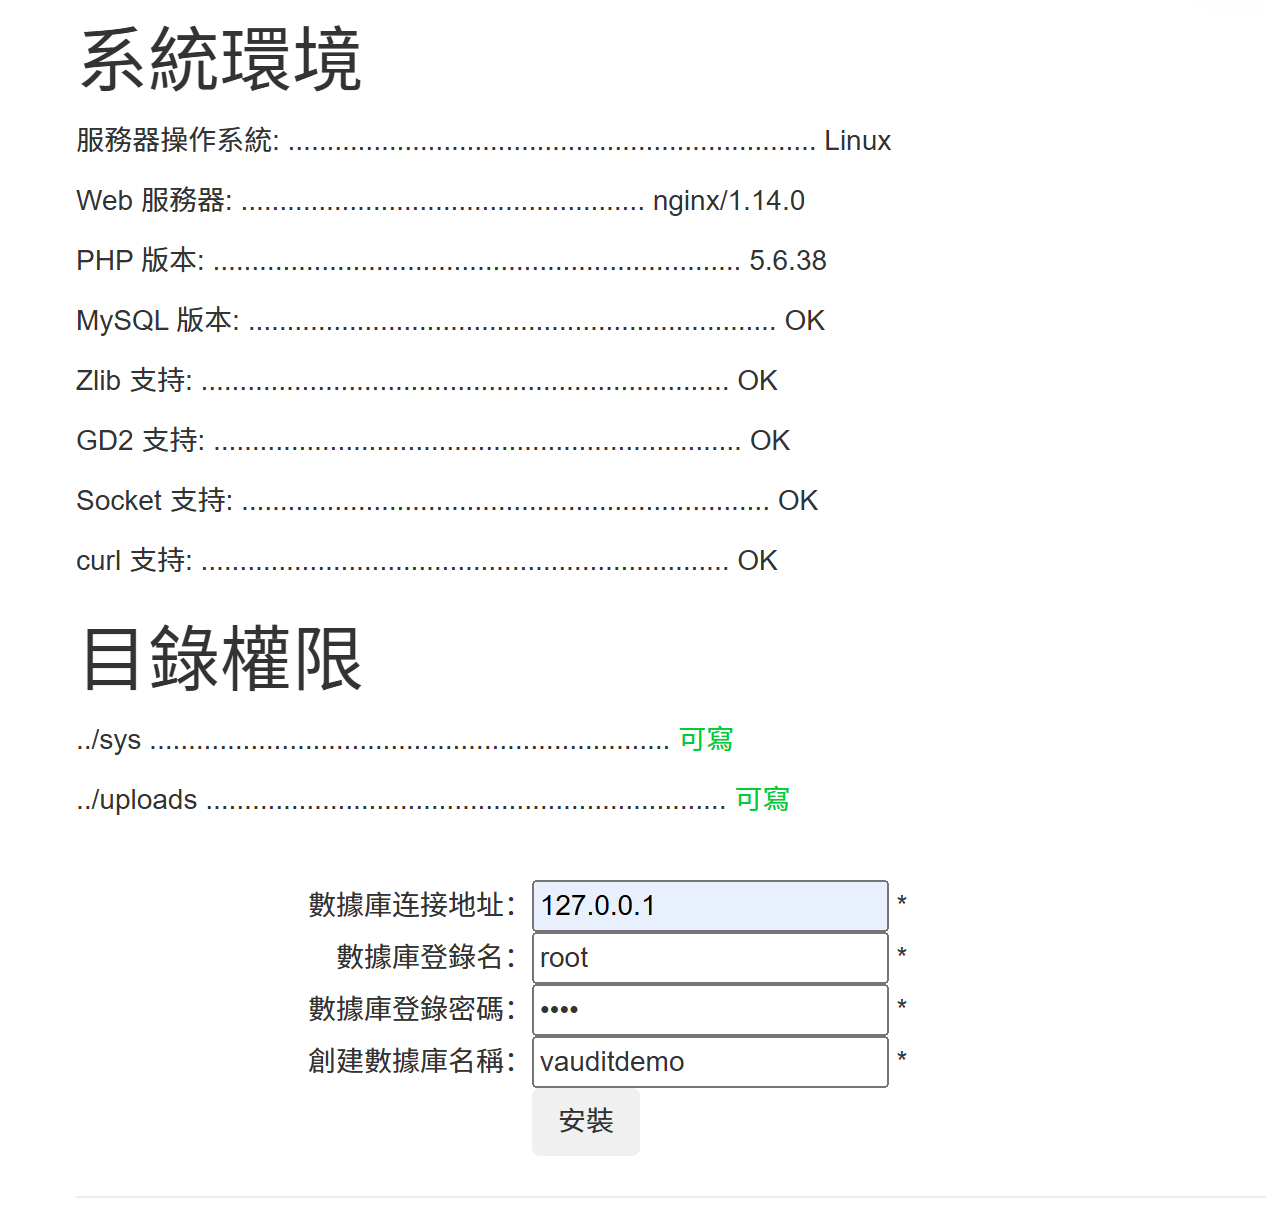 系統環境
服務器操作系統: .................................................................... Linux
Web 服務器: .................................................... nginx/1.14.0
PHP 版本: .................................................................... 5.6.38
MySQL 版本: .................................................................... OK
Zlib 支持: .................................................................... OK
GD2 支持: .................................................................... OK
Socket 支持: .................................................................... OK
curl 支持: .................................................................... OK
目錄權限
../sys ................................................................... 可寫
../uploads ................................................................... 可寫
數據庫连接地址： 127.0.0.1 *
數據庫登錄名： root *
數據庫登錄密碼： •••• *
創建數據庫名稱： vauditdemo *
安裝